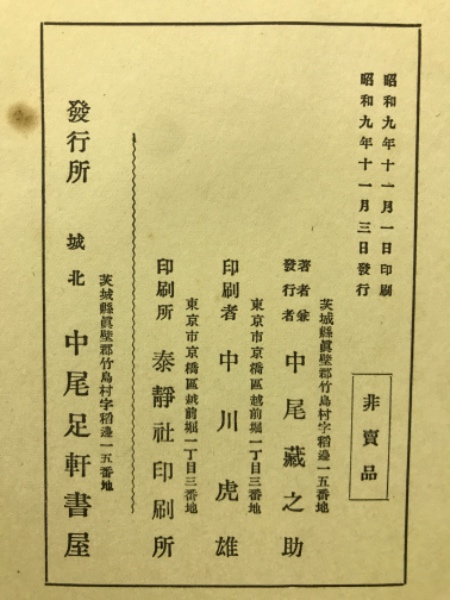 昭和九年十一月一日印刷
昭和九年十一月三日發行
非賣品
茨城縣眞壁郡竹島村字稻邊一五番地
著者兼發行者 中尾藏之助
東京市京橋區越前堀一丁目三番地
印刷者 中川虎雄
東京市京橋區越前堀一丁目三番地
印刷所 泰靜社印刷所
茨城縣眞壁郡竹島村字稻邊一五番地
發行所 城北 中尾足軒書屋